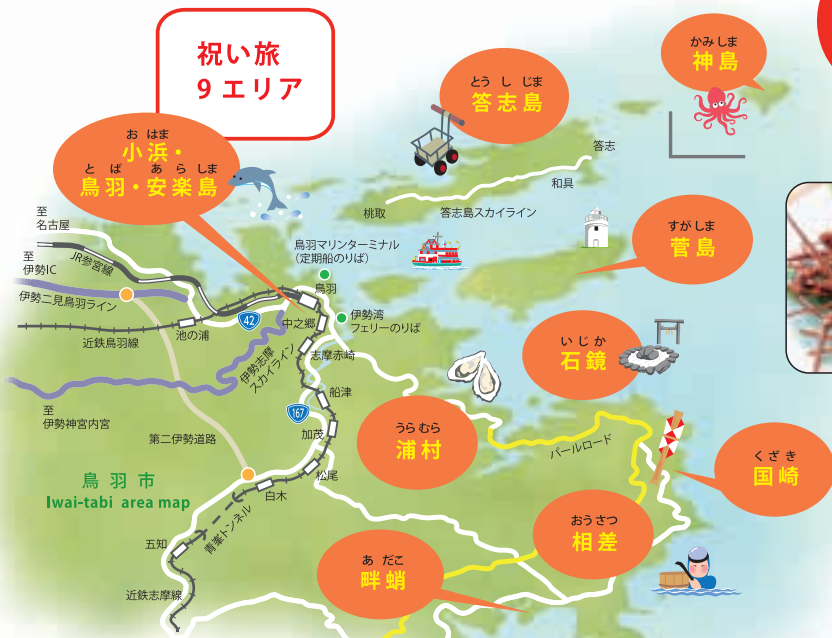 祝い旅
9 エリア
かみしま
神島
とうしじま
答志島
おはま
小浜・
とば あらしま
鳥羽・安楽島
答志
和具
桃取
答志島スカイライン
至
名古屋
至
伊勢IC
JR参宮線
伊勢二見鳥羽ライン
近鉄鳥羽線
池の浦
42
鳥羽マリンターミナル
(定期船のりば)
鳥羽
中之郷
伊勢湾
フェリーのりば
すがしま
菅島
いじか
石鏡
志摩赤崎
伊勢志摩
スカイライン
船津
167
加茂
至
伊勢神宮内宮
第二伊勢道路
松尾
白木
うらむら
浦村
パールロード
くざき
国崎
鳥羽市
Iwai-tabi area map
青峯トンネル
五知
近鉄志摩線
おうさつ
相差
あだこ
畔蛸